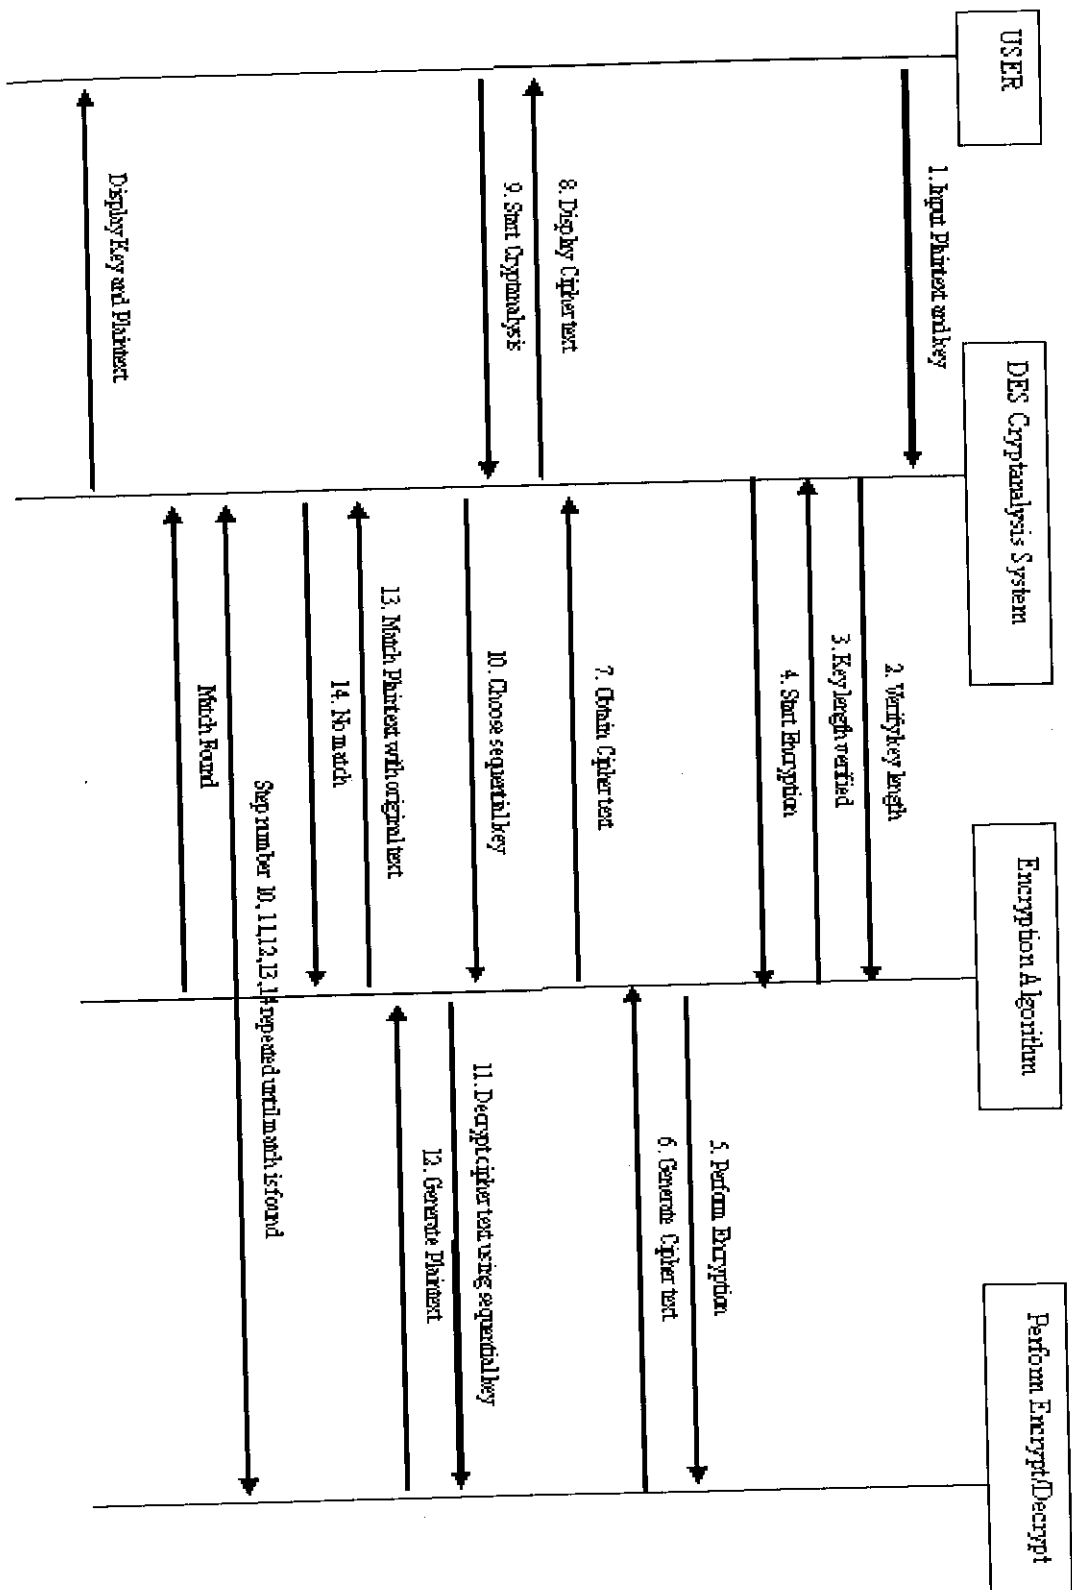 USER
DES Cryptanalysis System
Encryption Algorithm
Perform Encrypt/Decrypt
1. Input Plaintext and key
2. Verify key length
3. Key length verified
4. Start Encryption
5. Perform Encryption
6. Generate Cipher text
7. Obtain Cipher text
8. Display Cipher text
9. Start Cryptanalysis
10. Choose sequential key
11. Decrypt cipher text using sequential key
12. Generate Plaintext
13. Match Plaintext with original text
14. No match
Step number 10,11,12,13,14 repeated until match is found
Match Found
Display Key and Plaintext